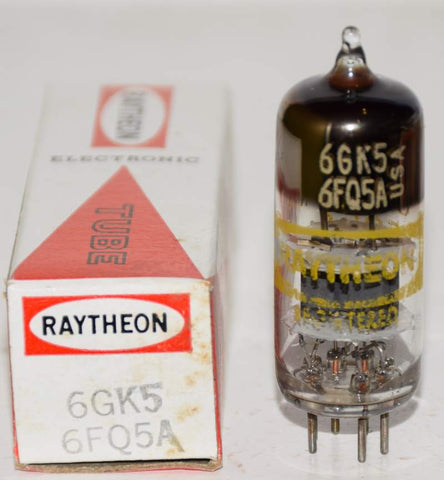 RAYTHEON
ELECTRONIC
TUBE
RAYTHEON
6GK5
6FQ5A
6GK5
6FQ5A
USA
RAYTHEON